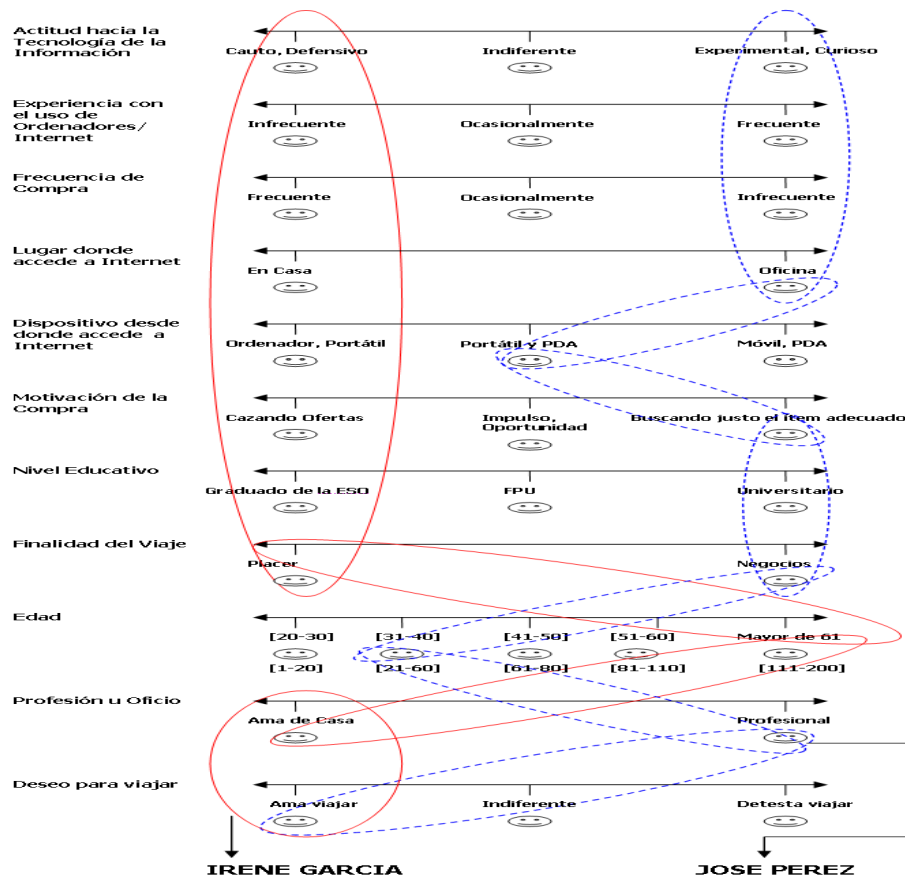 Actitud hacia la
Tecnología de la
Información
Cauto, Defensivo
Indiferente
Experimental, Curioso
Experiencia con
el uso de
Ordenadores/
Internet
Infrecuente
Ocasionalmente
Frecuente
Frecuencia de
Compra
Frecuente
Ocasionalmente
Infrecuente
Lugar donde
accede a Internet
En Casa
Oficina
Dispositivo desde
donde accede a
Internet
Ordenador, Portátil
Portátil y PDA
Móvil, PDA
Motivación de la
Compra
Cazando Ofertas
Impulso,
Oportunidad
Buscando justo el item adecuado
Nivel Educativo
Graduado de la ESO
FPU
Universitario
Finalidad del Viaje
Placer
Negocios
Edad
[20-30] [31-40] [41-50] [51-60] Mayor de 61
[1-20] [21-60] [61-80] [81-110] [111-200]
Profesión u Oficio
Ama de Casa
Profesional
Deseo para viajar
Ama viajar
Indiferente
Detesta viajar
IRENE GARCIA
JOSE PEREZ